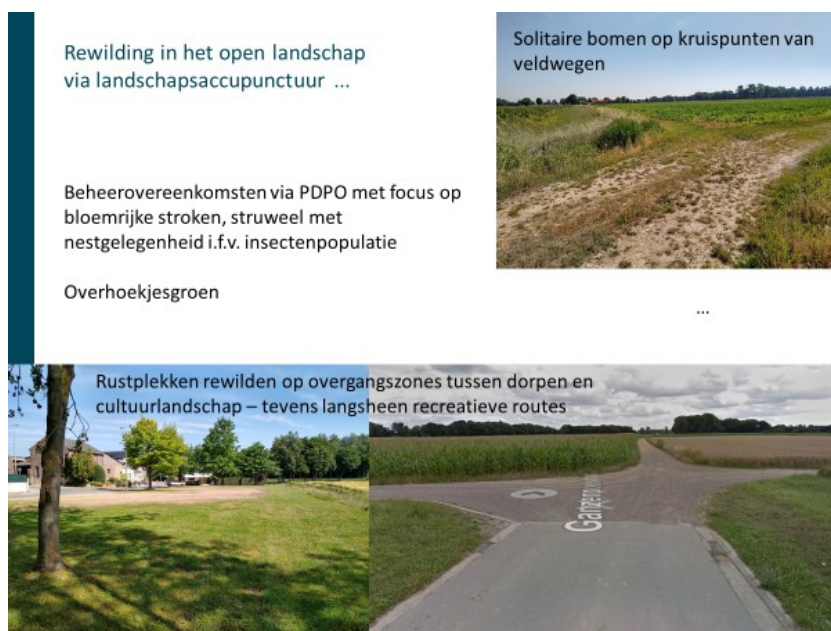 Rewilding in het open landschap
via landschapsaccupunctuur ...
Solitaire bomen op kruispunten van
veldwegen
Beheerovereenkomsten via PDPO met focus op
bloemrijke stroken, struweel met
nestgelegenheid i.f.v. insectenpopulatie
Overhoekjesgroen
...
Rustplekken rewilden op overgangszones tussen dorpen en
cultuurlandschap – tevens langsheen recreatieve routes